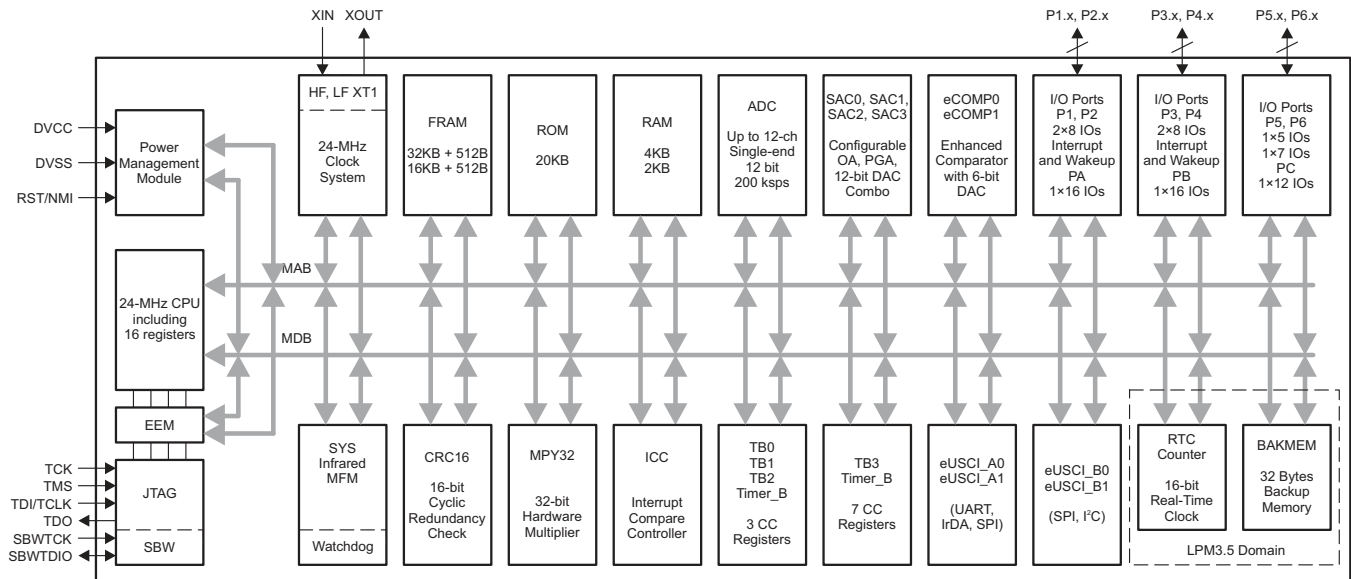 XIN XOUT
P1.x, P2.x
P3.x, P4.x
P5.x, P6.x
DVCC
DVSS
RST/NMI
Power
Management
Module
HF, LF XT1
24-MHz
Clock
System
FRAM
32KB + 512B
16KB + 512B
ROM
20KB
RAM
4KB
2KB
ADC
Up to 12-ch
Single-end
12 bit
200 ksps
SAC0, SAC1,
SAC2, SAC3
Configurable
OA, PGA,
12-bit DAC
Combo
eCOMP0
eCOMP1
Enhanced
Comparator
with 6-bit
DAC
I/O Ports
P1, P2
2×8 IOs
Interrupt
and Wakeup
PA
1×16 IOs
I/O Ports
P3, P4
2×8 IOs
Interrupt
and Wakeup
PB
1×16 IOs
I/O Ports
P5, P6
1×5 IOs
1×7 IOs
PC
1×12 IOs
24-MHz CPU
including
16 registers
MAB
MDB
EEM
TCK
TMS
TDI/TCLK
TDO
SBWTCK
SBWTDIO
JTAG
SBW
SYS
Infrared
MFM
Watchdog
CRC16
16-bit
Cyclic
Redundancy
Check
MPY32
32-bit
Hardware
Multiplier
ICC
Interrupt
Compare
Controller
TB0
TB1
TB2
Timer_B
3 CC
Registers
TB3
Timer_B
7 CC
Registers
eUSCI_A0
eUSCI_A1
(UART,
IrDA, SPI)
eUSCI_B0
eUSCI_B1
(SPI, I²C)
RTC
Counter
16-bit
Real-Time
Clock
BAKMEM
32 Bytes
Backup
Memory
LPM3.5 Domain